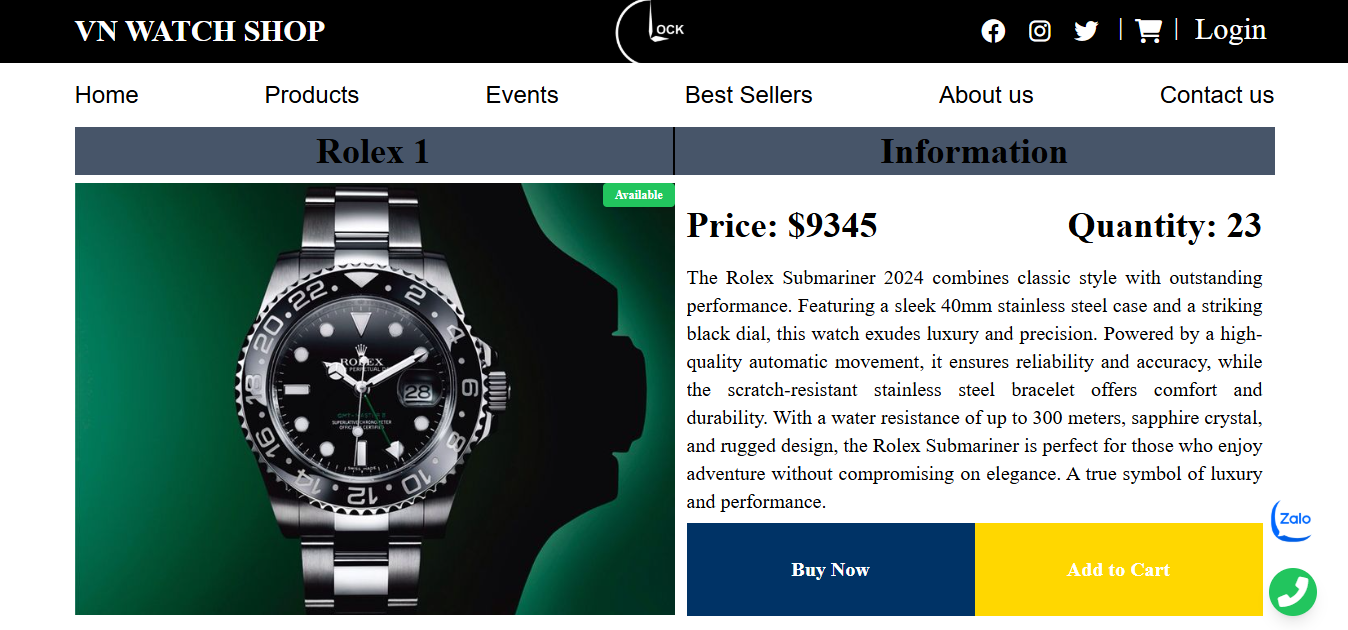 VN WATCH SHOP
LOCK
| | Login
Home Products Events Best Sellers About us Contact us
Rolex 1 Information
Available
Price: $9345 Quantity: 23
The Rolex Submariner 2024 combines classic style with outstanding
performance. Featuring a sleek 40mm stainless steel case and a striking
black dial, this watch exudes luxury and precision. Powered by a high-
quality automatic movement, it ensures reliability and accuracy, while
the scratch-resistant stainless steel bracelet offers comfort and
durability. With a water resistance of up to 300 meters, sapphire crystal,
and rugged design, the Rolex Submariner is perfect for those who enjoy
adventure without compromising on elegance. A true symbol of luxury
and performance.
Buy Now Add to Cart
Zalo
22 2 4 6 8 10 12 14 16 18 20
ROLEX
28
GMT-MASTER II
SUPERLATIVE CHRONOMETER